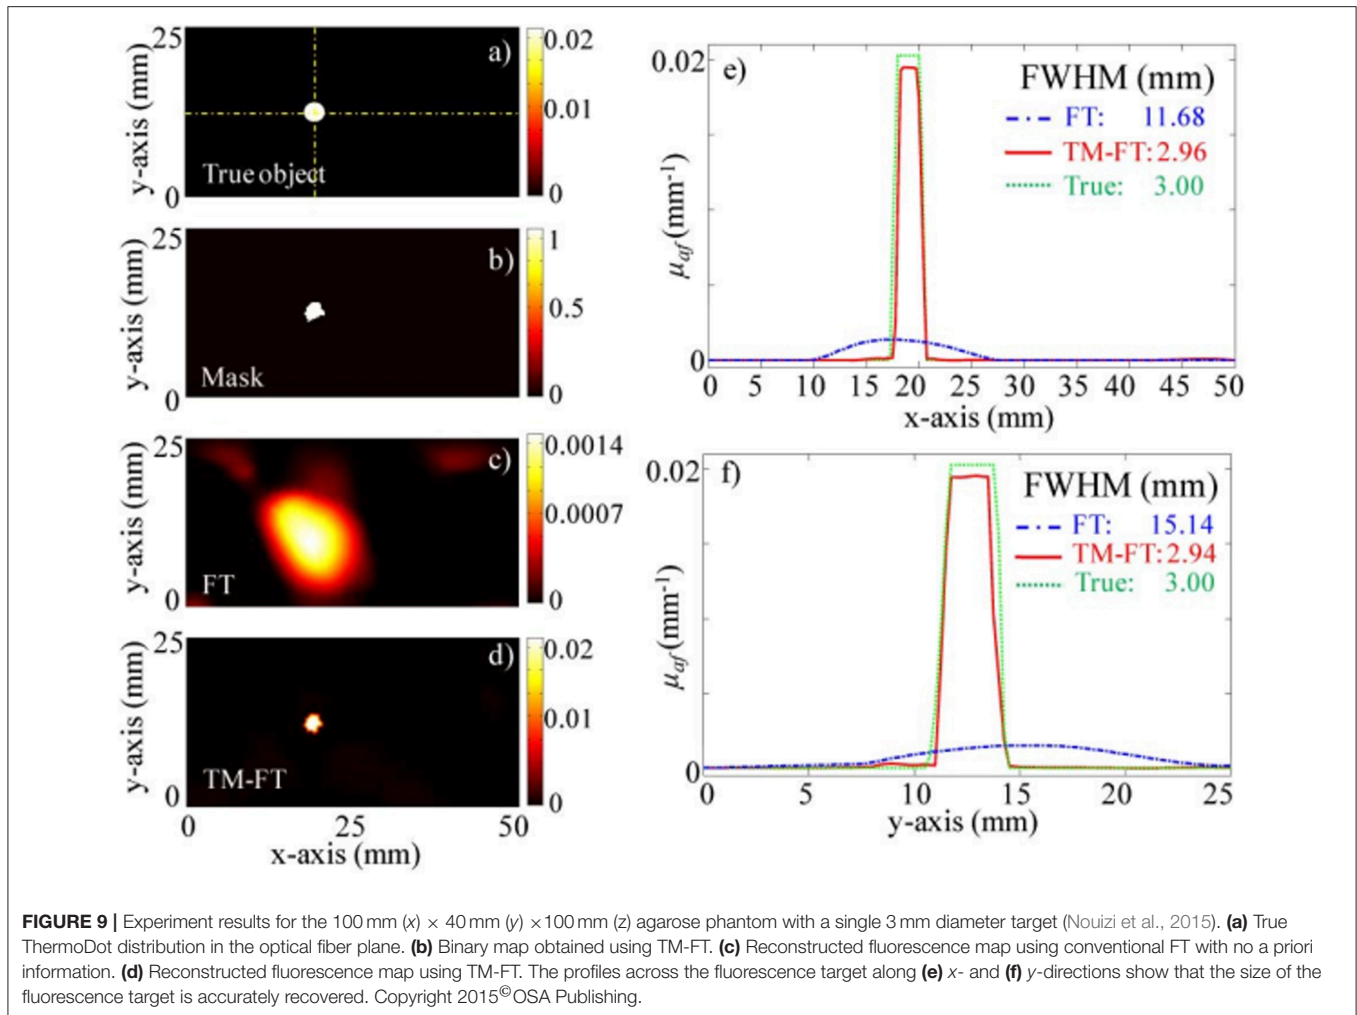 25
a)
0.02
0.01
0
y-axis (mm)
True object
0
25
b)
1
0.5
0
y-axis (mm)
Mask
0
25
c)
0.0014
0.0007
0
y-axis (mm)
FT
0
25
d)
0.02
0.01
0
y-axis (mm)
TM-FT
0
0 25 50
x-axis (mm)
e)
0.02
FWHM (mm)
FT: 11.68
TM-FT: 2.96
True: 3.00
μaf (mm-1)
0
0 5 10 15 20 25 30 35 40 45 50
x-axis (mm)
f)
0.02
FWHM (mm)
FT: 15.14
TM-FT: 2.94
True: 3.00
μaf (mm-1)
0
0 5 10 15 20 25
y-axis (mm)
FIGURE 9 | Experiment results for the 100 mm (x) × 40 mm (y) ×100 mm (z) agarose phantom with a single 3 mm diameter target (Nouizi et al., 2015). (a) True
ThermoDot distribution in the optical fiber plane. (b) Binary map obtained using TM-FT. (c) Reconstructed fluorescence map using conventional FT with no a priori
information. (d) Reconstructed fluorescence map using TM-FT. The profiles across the fluorescence target along (e) x- and (f) y-directions show that the size of the
fluorescence target is accurately recovered. Copyright 2015©OSA Publishing.